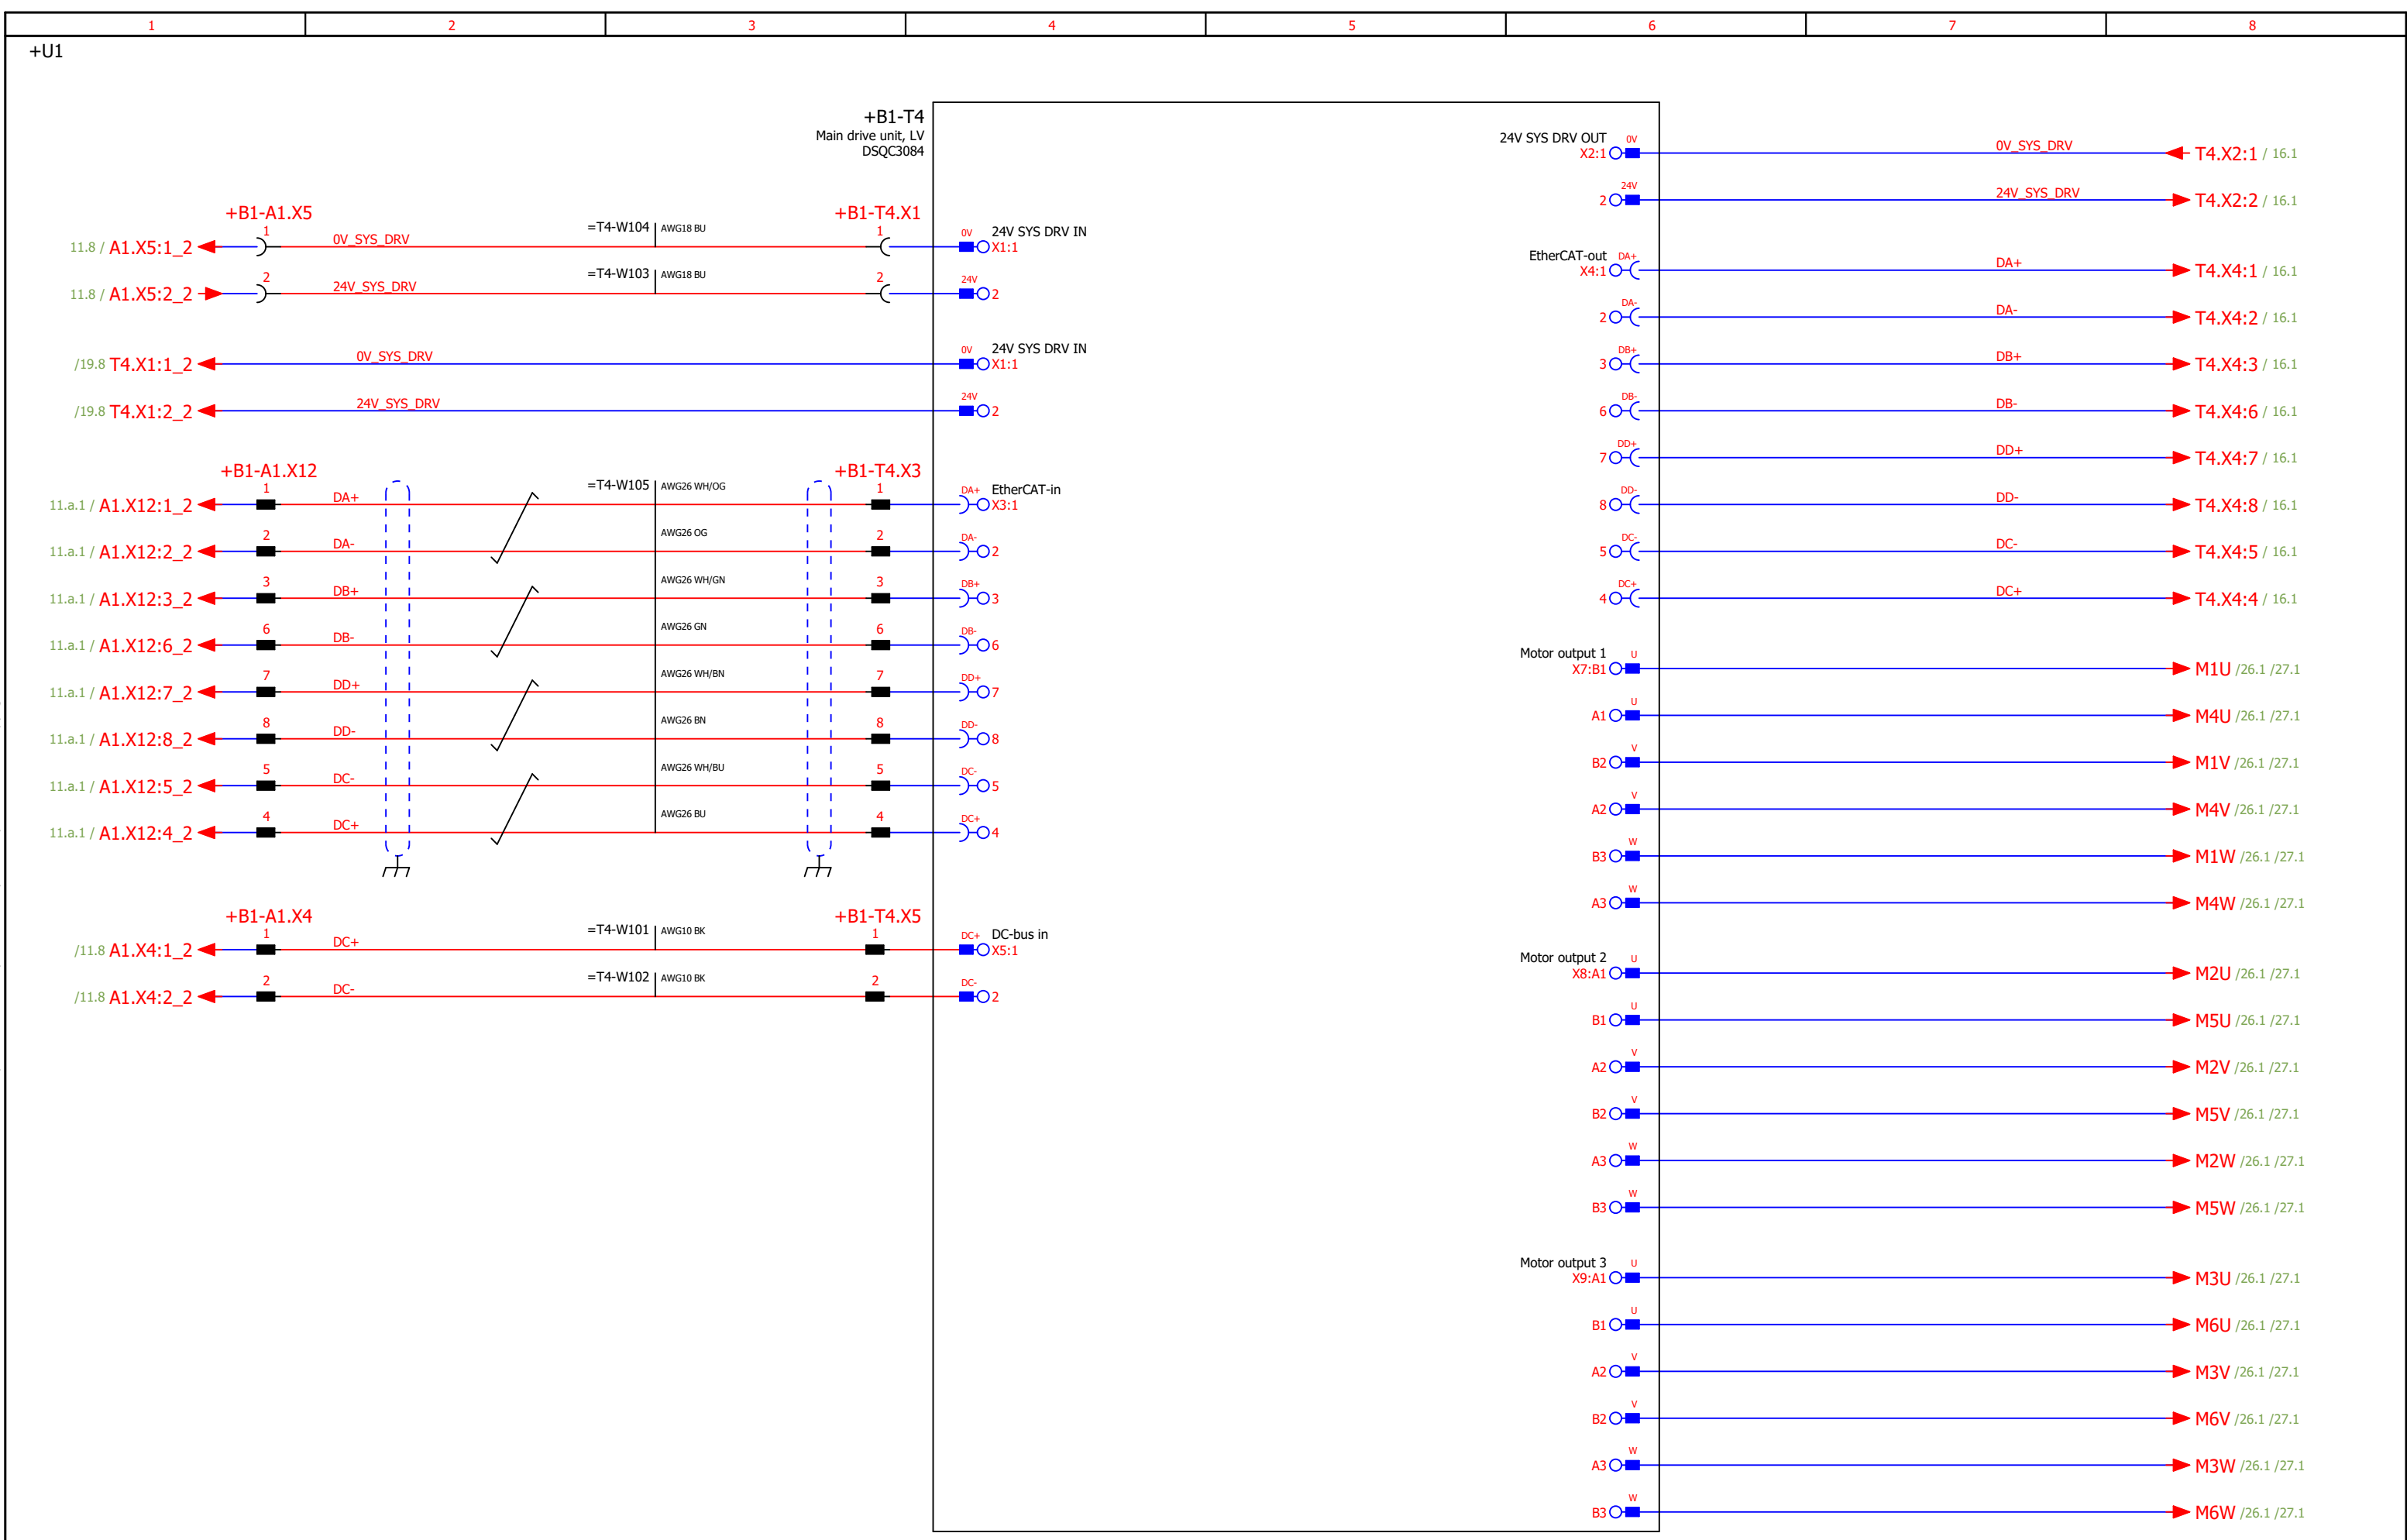 1 2 3 4 5 6 7 8
+U1
+B1-T4
Main drive unit, LV
DSQC3084
24V SYS DRV OUT 0V
X2:1 0V_SYS_DRV T4.X2:1 / 16.1
24V
2 24V_SYS_DRV T4.X2:2 / 16.1
+B1-A1.X5 +B1-T4.X1
11.8 / A1.X5:1_2 1 0V_SYS_DRV =T4-W104 AWG18 BU 1 0V 24V SYS DRV IN
X1:1
11.8 / A1.X5:2_2 2 24V_SYS_DRV =T4-W103 AWG18 BU 2 24V 2
EtherCAT-out DA+
X4:1 DA+ T4.X4:1 / 16.1
DA-
2 DA- T4.X4:2 / 16.1
/19.8 T4.X1:1_2 0V_SYS_DRV 0V 24V SYS DRV IN
X1:1
DB+
3 DB+ T4.X4:3 / 16.1
/19.8 T4.X1:2_2 24V_SYS_DRV 24V 2
DB-
6 DB- T4.X4:6 / 16.1
DD+
7 DD+ T4.X4:7 / 16.1
DD-
8 DD- T4.X4:8 / 16.1
DC-
5 DC- T4.X4:5 / 16.1
DC+
4 DC+ T4.X4:4 / 16.1
+B1-A1.X12 +B1-T4.X3
11.a.1 / A1.X12:1_2 1 DA+ =T4-W105 AWG26 WH/OG 1 DA+ EtherCAT-in
X3:1
11.a.1 / A1.X12:2_2 2 DA- AWG26 OG 2 DA- 2
11.a.1 / A1.X12:3_2 3 DB+ AWG26 WH/GN 3 DB+ 3
11.a.1 / A1.X12:6_2 6 DB- AWG26 GN 6 DB- 6
11.a.1 / A1.X12:7_2 7 DD+ AWG26 WH/BN 7 DD+ 7
11.a.1 / A1.X12:8_2 8 DD- AWG26 BN 8 DD- 8
11.a.1 / A1.X12:5_2 5 DC- AWG26 WH/BU 5 DC- 5
11.a.1 / A1.X12:4_2 4 DC+ AWG26 BU 4 DC+ 4
+B1-A1.X4 +B1-T4.X5
/11.8 A1.X4:1_2 1 DC+ =T4-W101 AWG10 BK 1 DC+ DC-bus in
X5:1
/11.8 A1.X4:2_2 2 DC- =T4-W102 AWG10 BK 2 DC- 2
Motor output 1 U
X7:B1 M1U /26.1 /27.1
U
A1 M4U /26.1 /27.1
V
B2 M1V /26.1 /27.1
V
A2 M4V /26.1 /27.1
W
B3 M1W /26.1 /27.1
W
A3 M4W /26.1 /27.1
Motor output 2 U
X8:A1 M2U /26.1 /27.1
U
B1 M5U /26.1 /27.1
V
A2 M2V /26.1 /27.1
V
B2 M5V /26.1 /27.1
W
A3 M2W /26.1 /27.1
W
B3 M5W /26.1 /27.1
Motor output 3 U
X9:A1 M3U /26.1 /27.1
U
B1 M6U /26.1 /27.1
V
A2 M3V /26.1 /27.1
V
B2 M6V /26.1 /27.1
W
A3 M3W /26.1 /27.1
W
B3 M6W /26.1 /27.1